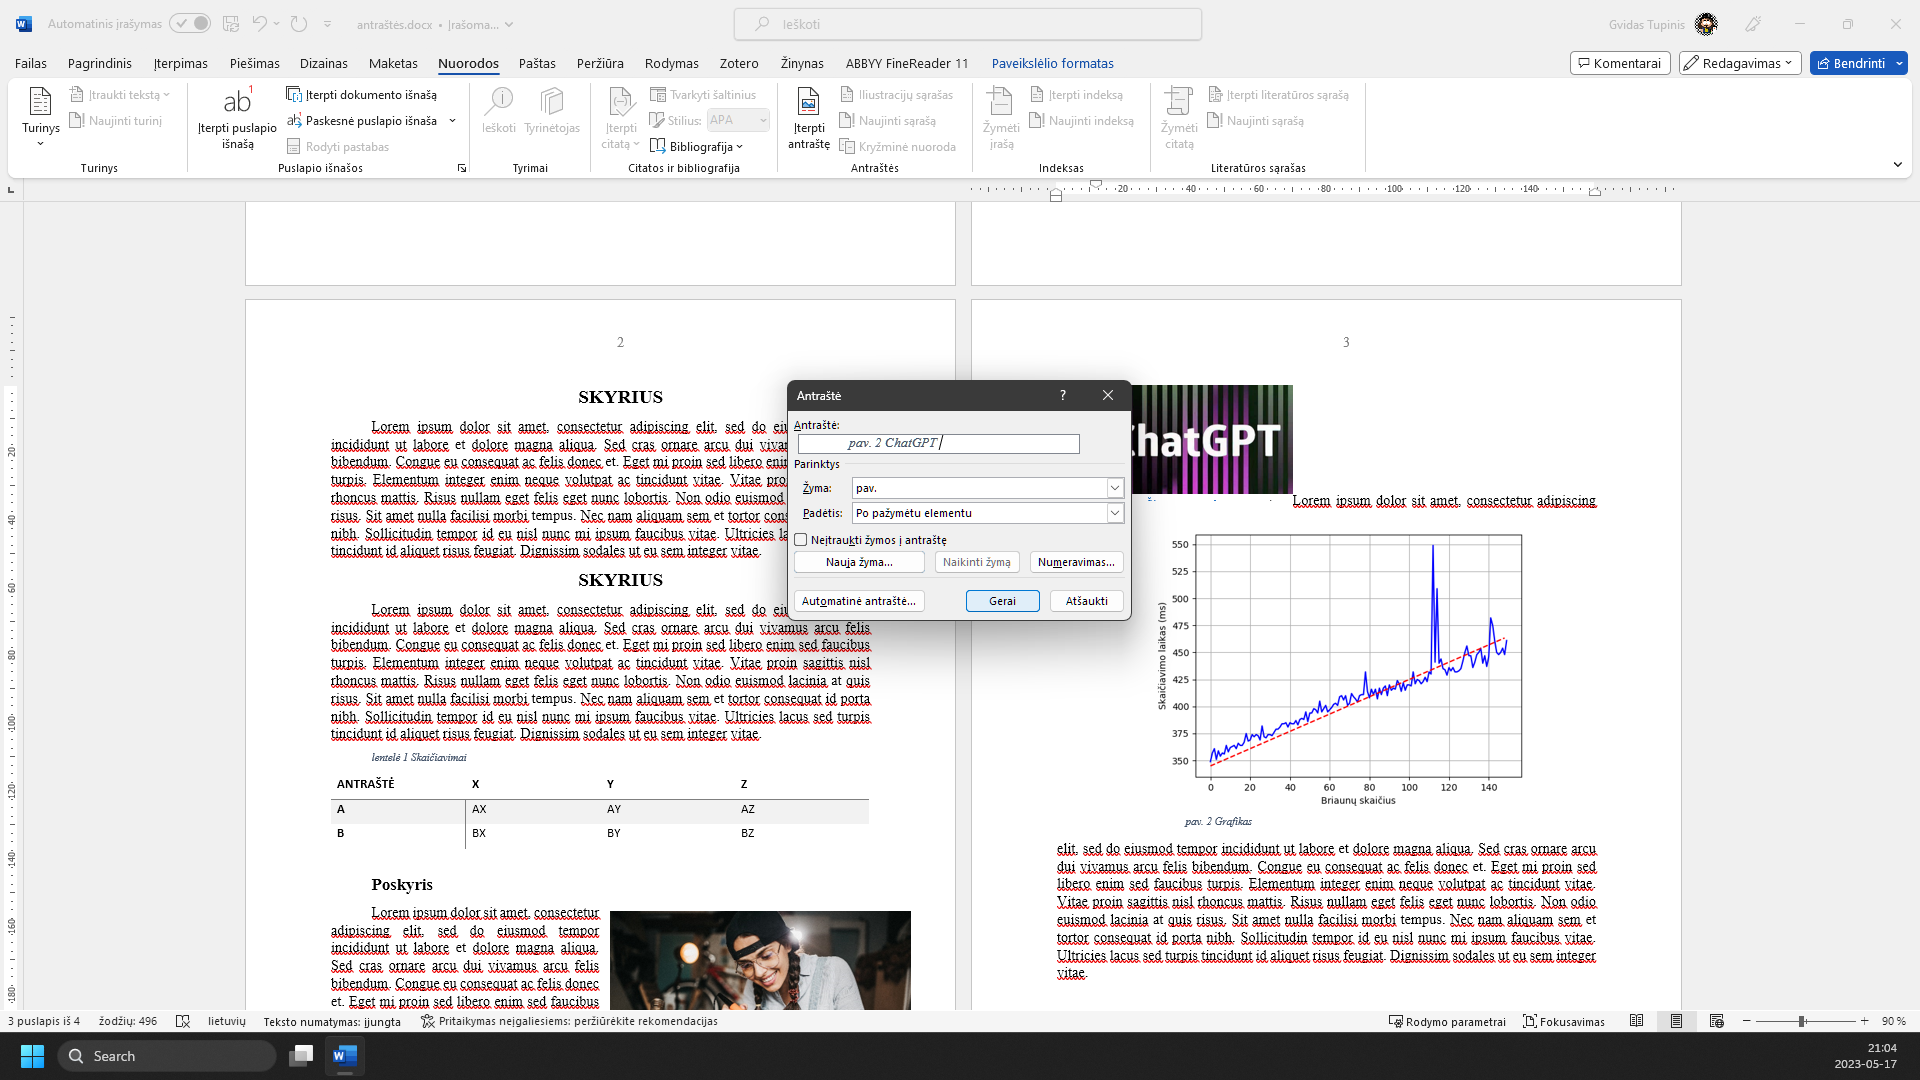 Automatinis įrašymas
antraštės.docx • Įrašoma...
Ieškoti
Gvidas Tupinis
Failas Pagrindinis Įterpimas Piešimas Dizainas Maketas Nuorodos Paštas Peržiūra Rodymas Zotero Žinynas ABBYY FineReader 11 Paveikslėlio formatas
Komentarai Redagavimas Bendrinti
Turinys
Įtraukti tekstą
Naujinti turinį
Turinys
ab
Įterpti puslapio
išnašą
Įterpti dokumento išnašą
Paskesnė puslapio išnaša
Rodyti pastabas
Puslapio išnašos
Ieškoti Tyrinėtojas
Tyrimai
Įterpti
citatą
Tvarkyti šaltinius
Stilius: APA
Bibliografija
Citatos ir bibliografija
Įterpti
antraštę
Iliustracijų sąrašas
Naujinti sąrašą
Kryžminė nuoroda
Antraštės
Žymėti
įrašą
Įterpti indeksą
Naujinti indeksą
Indeksas
Žymėti
citatą
Įterpti literatūros sąrašą
Naujinti sąrašą
Literatūros sąrašas
20 40 60 80 100 120 140
2
SKYRIUS
Lorem ipsum dolor sit amet, consectetur adipiscing elit, sed do
incididunt ut labore et dolore magna aliqua. Sed cras ornare arcu dui
bibendum. Congue eu consequat ac felis donec et. Eget mi proin sed libero enim
turpis. Elementum integer enim neque volutpat ac tincidunt vitae. Vitae
rhoncus mattis. Risus nullam eget felis eget nunc lobortis. Non odio euismod
risus. Sit amet nulla facilisi morbi tempus. Nec nam aliquam sem et tortor
nibh. Sollicitudin tempor id eu nisl nunc mi ipsum faucibus vitae. Ultricies
tincidunt id aliquet risus feugiat. Dignissim sodales ut eu sem integer vitae.
SKYRIUS
Lorem ipsum dolor sit amet, consectetur adipiscing elit, sed do eiusmod tempor
incididunt ut labore et dolore magna aliqua. Sed cras ornare arcu dui vivamus arcu felis
bibendum. Congue eu consequat ac felis donec et. Eget mi proin sed libero enim sed faucibus
turpis. Elementum integer enim neque volutpat ac tincidunt vitae. Vitae proin sagittis nisl
rhoncus mattis. Risus nullam eget felis eget nunc lobortis. Non odio euismod lacinia at quis
risus. Sit amet nulla facilisi morbi tempus. Nec nam aliquam sem et tortor consequat id porta
nibh. Sollicitudin tempor id eu nisl nunc mi ipsum faucibus vitae. Ultricies lacus sed turpis
tincidunt id aliquet risus feugiat. Dignissim sodales ut eu sem integer vitae.
lentelė 1 Skaičiavimai
ANTRAŠTĖ X Y Z
A AX AY AZ
B BX BY BZ
Poskyris
Lorem ipsum dolor sit amet, consectetur
adipiscing elit, sed do eiusmod tempor
incididunt ut labore et dolore magna aliqua.
Sed cras ornare arcu dui vivamus arcu felis
bibendum. Congue eu consequat ac felis donec
et. Eget mi proin sed libero enim sed faucibus
Antraštė ?
Antraštė:
pav. 2 ChatGPT
Parinktys
Žyma: pav.
Padėtis: Po pažymėtu elementu
Neįtraukti žymos į antraštę
Nauja žyma... Naikinti žymą Numeravimas...
Automatinė antraštė... Gerai Atšaukti
3
hatGPT
Lorem ipsum dolor sit amet, consectetur adipiscing
550
525
500
475
450
425
400
375
350
Skaičiavimo laikas (ms)
0 20 40 60 80 100 120 140
Briaunų skaičius
pav. 2 Grafikas
elit, sed do eiusmod tempor incididunt ut labore et dolore magna aliqua. Sed cras ornare arcu
dui vivamus arcu felis bibendum. Congue eu consequat ac felis donec et. Eget mi proin sed
libero enim sed faucibus turpis. Elementum integer enim neque volutpat ac tincidunt vitae.
Vitae proin sagittis nisl rhoncus mattis. Risus nullam eget felis eget nunc lobortis. Non odio
euismod lacinia at quis risus. Sit amet nulla facilisi morbi tempus. Nec nam aliquam sem et
tortor consequat id porta nibh. Sollicitudin tempor id eu nisl nunc mi ipsum faucibus vitae.
Ultricies lacus sed turpis tincidunt id aliquet risus feugiat. Dignissim sodales ut eu sem integer
vitae.
3 puslapis iš 4 žodžių: 496 lietuvių Teksto numatymas: įjungta Pritaikymas neįgaliesiems: peržiūrėkite rekomendacijas
Rodymo parametrai Fokusavimas 90 %
Search
21:04
2023-05-17